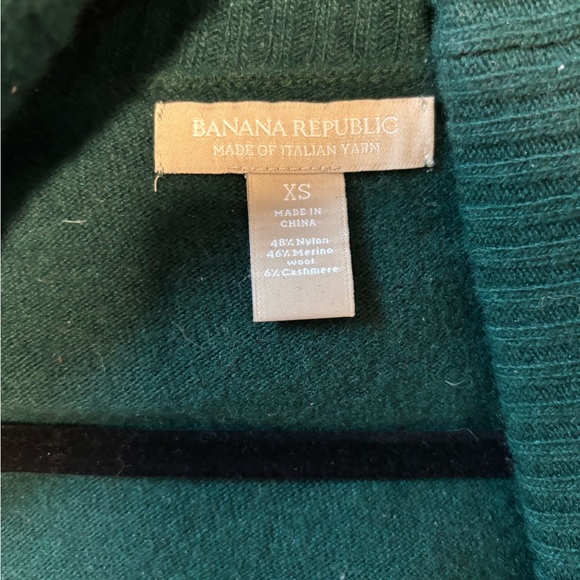 BANANA REPUBLIC
MADE OF ITALIAN YARN
XS
MADE IN
CHINA
48% Nylon
46% Merino
wool
6% Cashmere